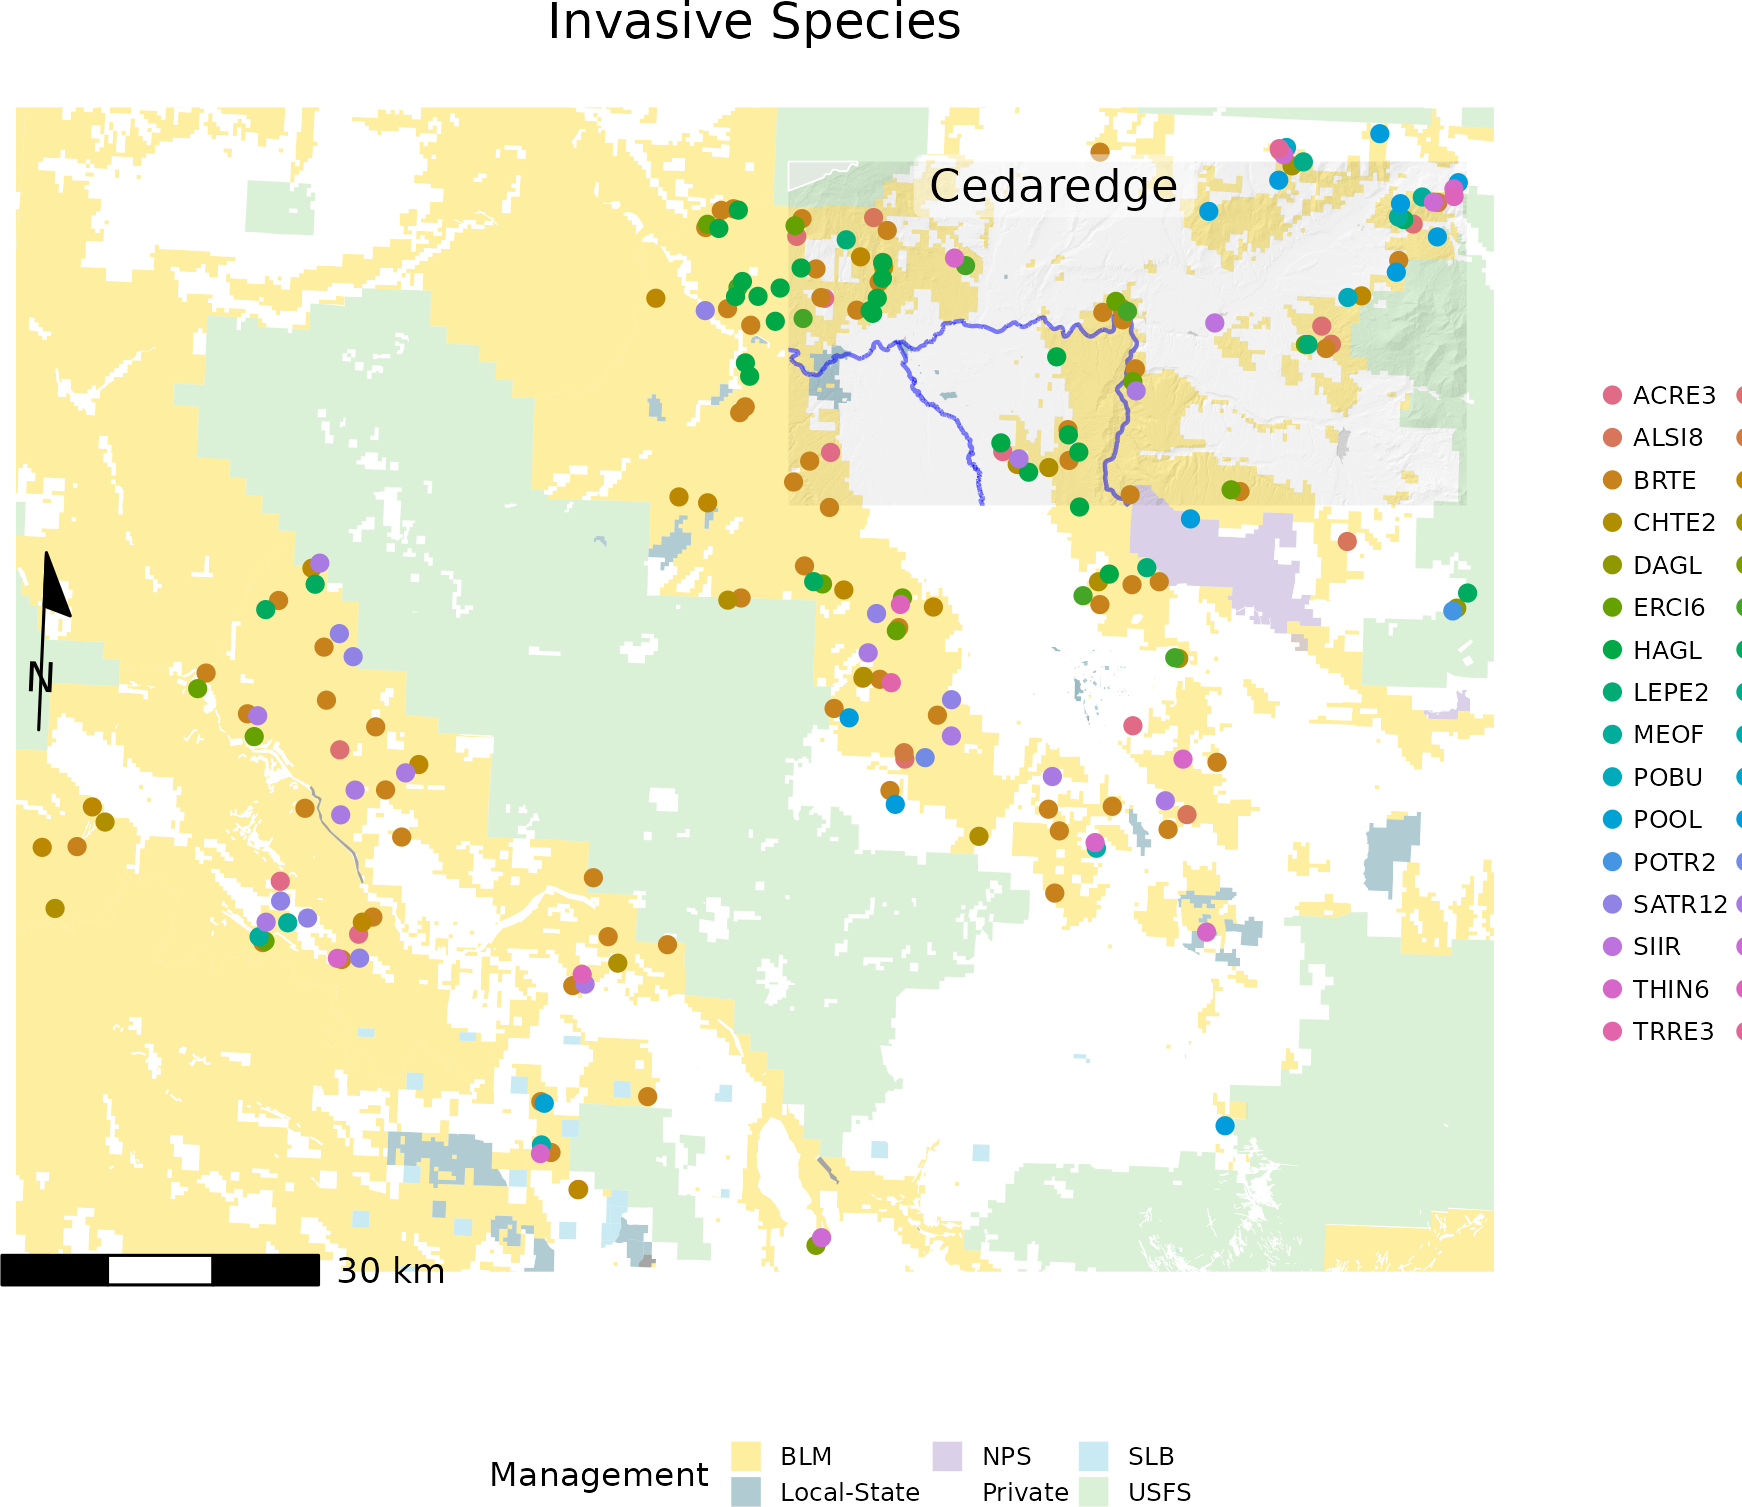 Invasive Species
Cedaredge
N
30 km
ACRE3
ALSI8
BRTE
CHTE2
DAGL
ERCI6
HAGL
LEPE2
MEOF
POBU
POOL
POTR2
SATR12
SIIR
THIN6
TRRE3
Management
BLM
NPS
SLB
Local-State
Private
USFS